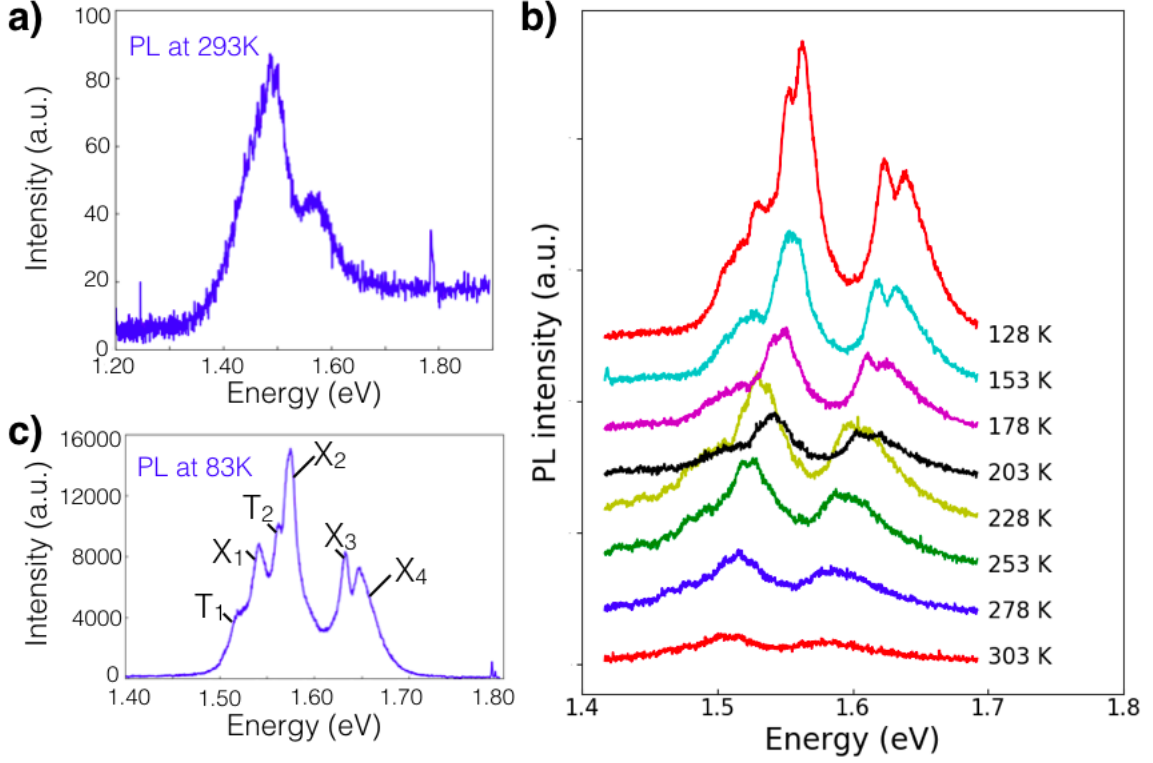 a)
PL at 293K
100
80
60
40
20
0
Intensity (a.u.)
1.20
1.40
1.60
1.80
Energy (eV)
b)
PL intensity (a.u.)
128 K
153 K
178 K
203 K
228 K
253 K
278 K
303 K
1.4
1.5
1.6
1.7
1.8
Energy (eV)
c)
PL at 83K
16000
12000
8000
4000
0
Intensity (a.u.)
T1
X1
T2
X2
X3
X4
1.40
1.50
1.60
1.70
1.80
Energy (eV)